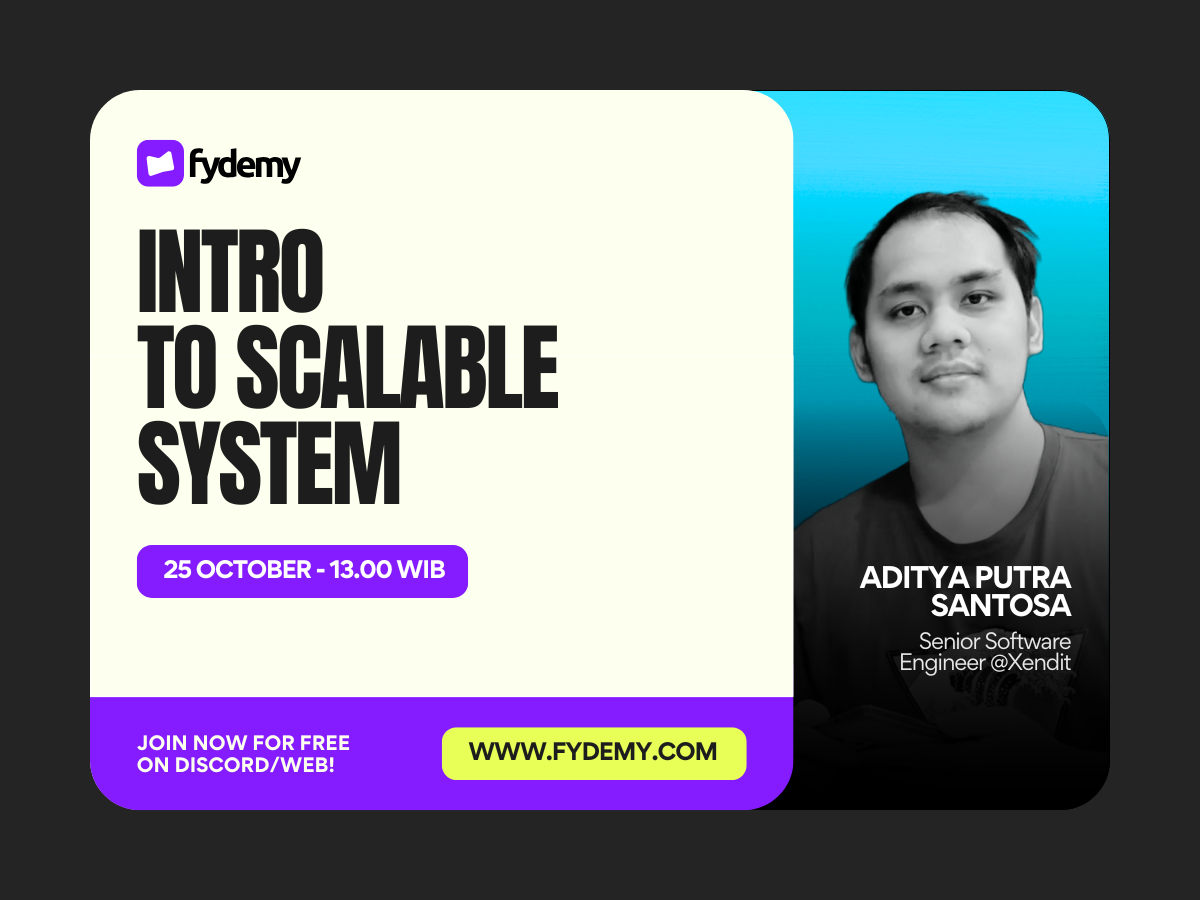 fydemy
INTRO
TO SCALABLE
SYSTEM
25 OCTOBER - 13.00 WIB
JOIN NOW FOR FREE
ON DISCORD/WEB!
WWW.FYDEMY.COM
ADITYA PUTRA
SANTOSA
Senior Software
Engineer @Xendit